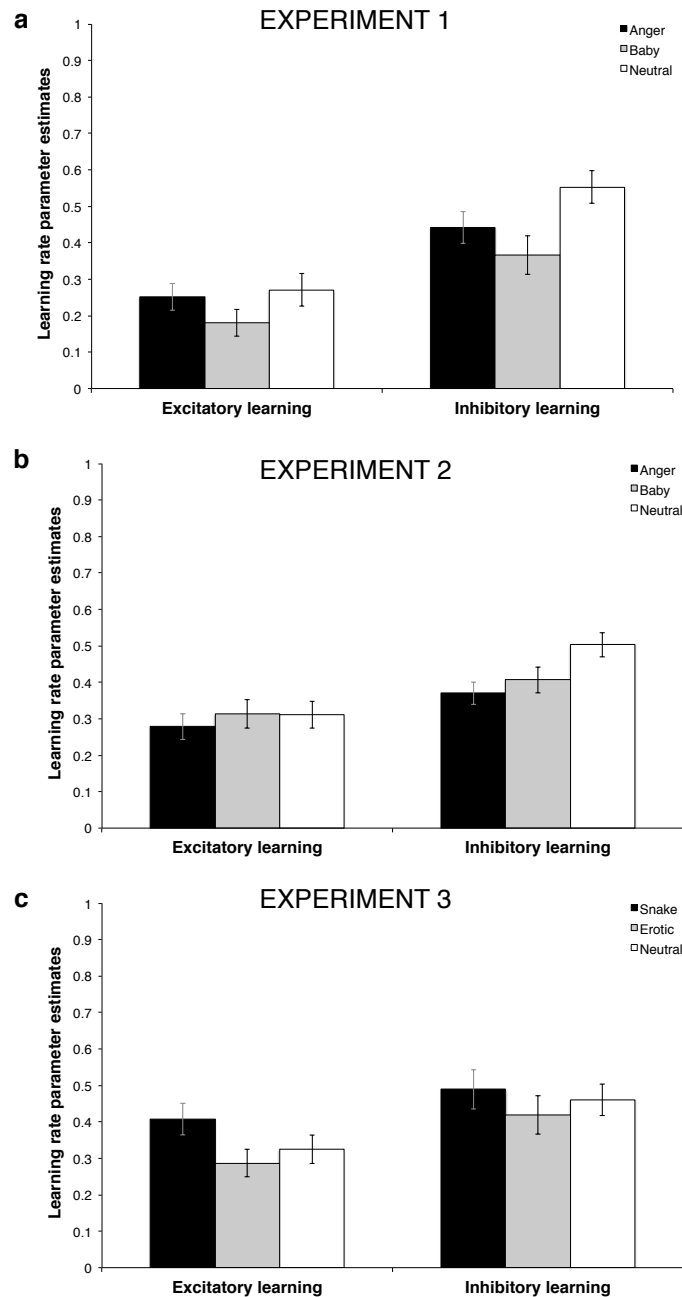 a
EXPERIMENT 1
Anger
Baby
Neutral
Learning rate parameter estimates
1
0.9
0.8
0.7
0.6
0.5
0.4
0.3
0.2
0.1
0
Excitatory learning
Inhibitory learning
b
EXPERIMENT 2
Anger
Baby
Neutral
Learning rate parameter estimates
1
0.9
0.8
0.7
0.6
0.5
0.4
0.3
0.2
0.1
0
Excitatory learning
Inhibitory learning
c
EXPERIMENT 3
Snake
Erotic
Neutral
Learning rate parameter estimates
1
0.9
0.8
0.7
0.6
0.5
0.4
0.3
0.2
0.1
0
Excitatory learning
Inhibitory learning